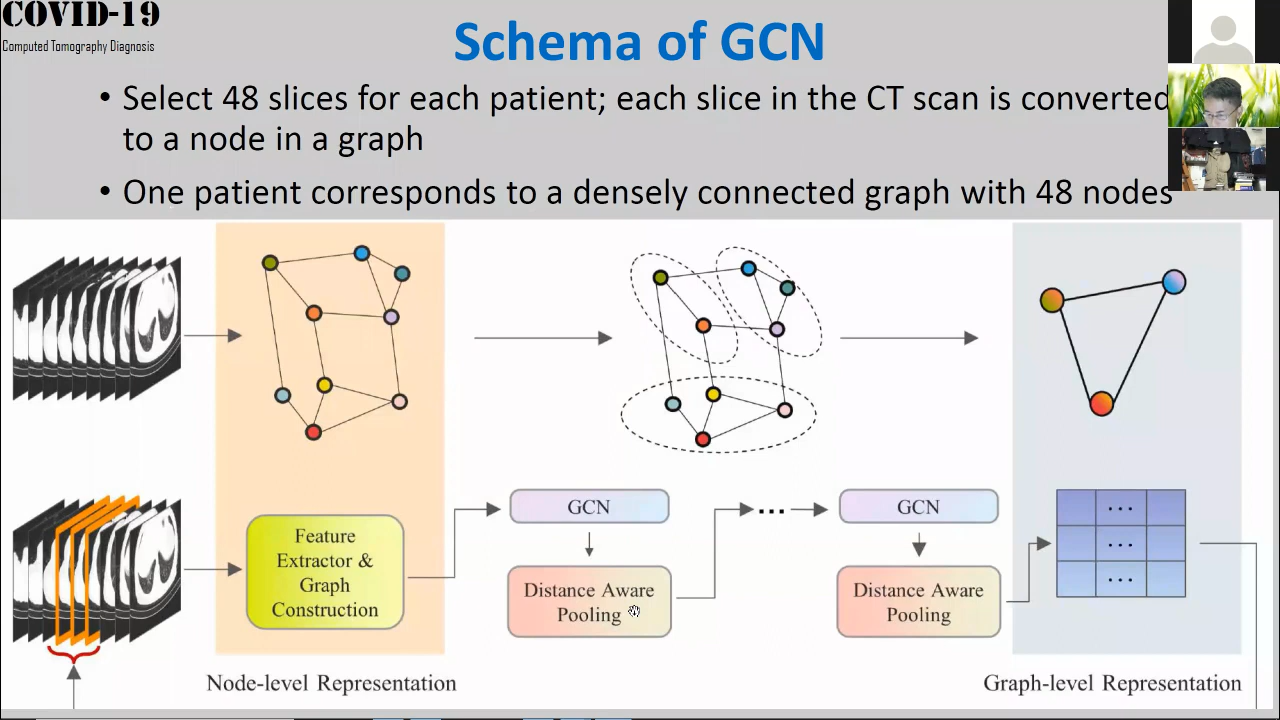 COVID-19
Computed Tomography Diagnosis
Schema of GCN
• Select 48 slices for each patient; each slice in the CT scan is converted
to a node in a graph
• One patient corresponds to a densely connected graph with 48 nodes
Feature
Extractor &
Graph
Construction
GCN
Distance Aware
Pooling
...
GCN
Distance Aware
Pooling
...
...
...
Node-level Representation
Graph-level Representation